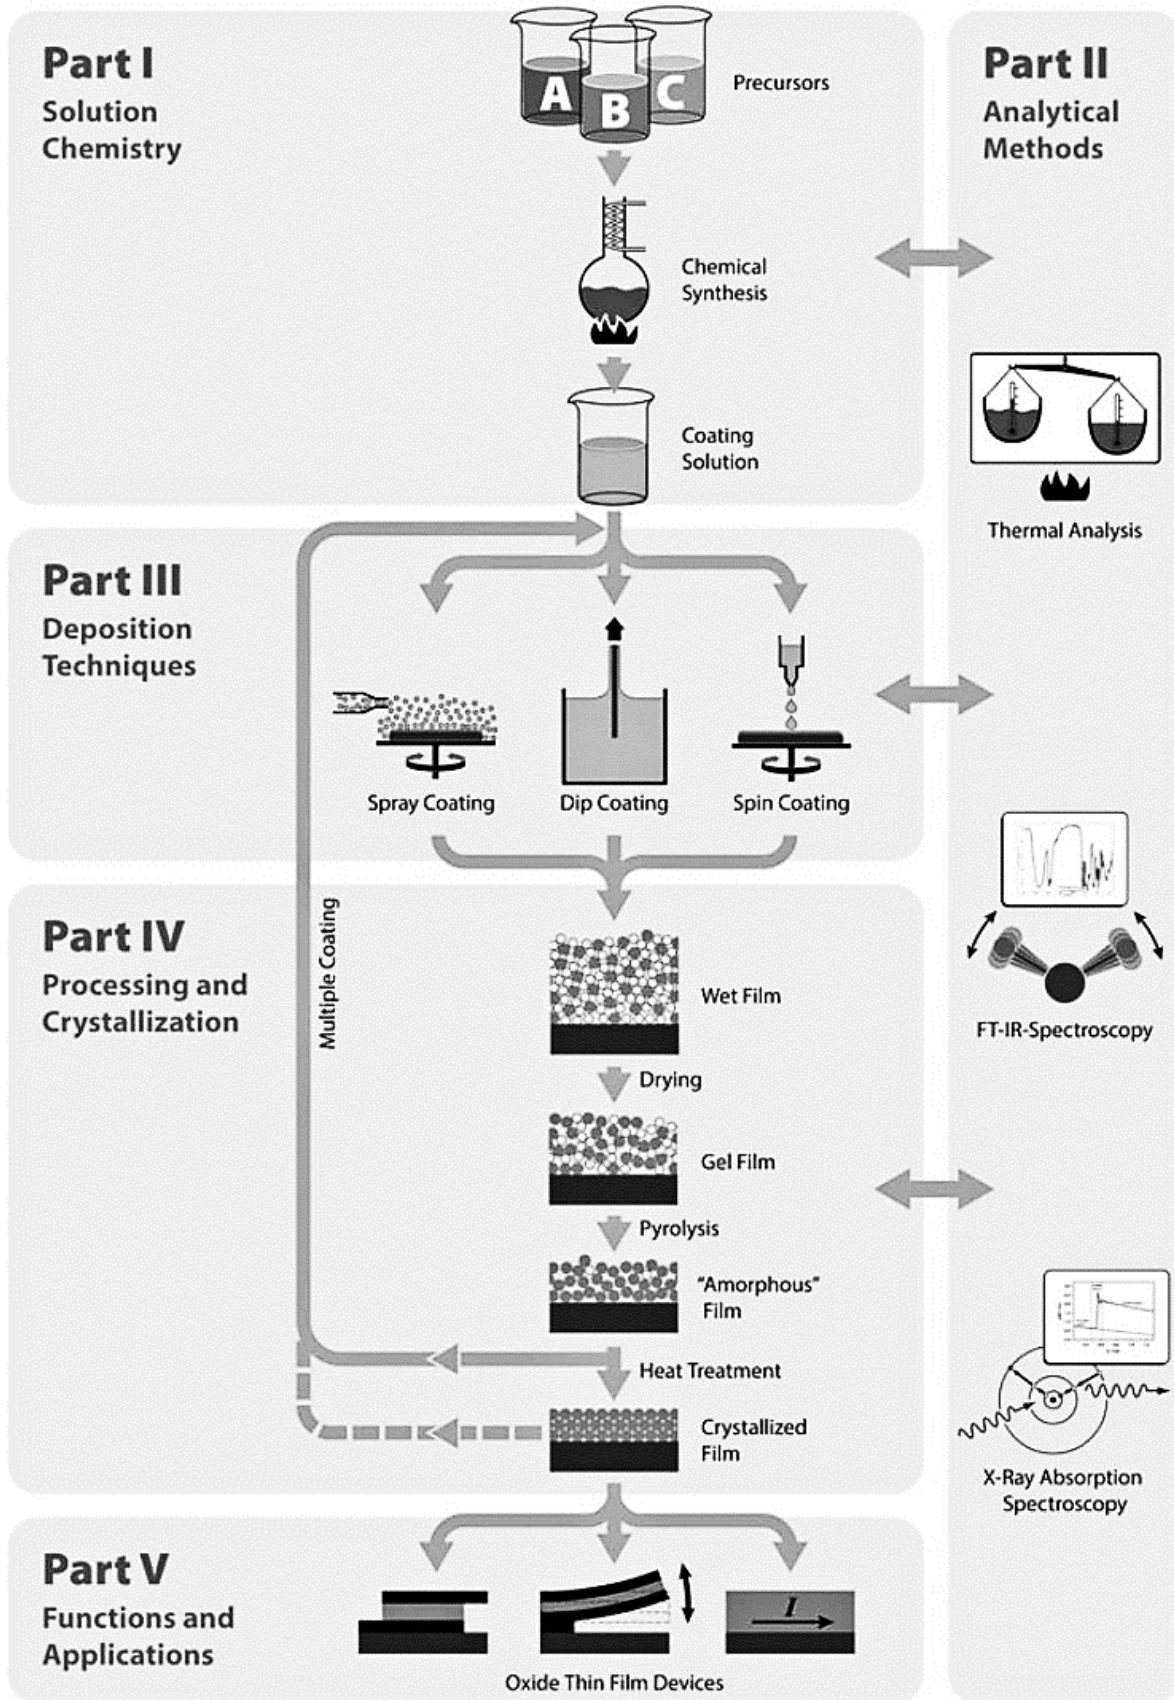 Part I
Solution
Chemistry
A
B
C
Precursors
Chemical
Synthesis
Coating
Solution
Part II
Analytical
Methods
Thermal Analysis
FT-IR-Spectroscopy
X-Ray Absorption
Spectroscopy
Part III
Deposition
Techniques
Spray Coating
Dip Coating
Spin Coating
Part IV
Processing and
Crystallization
Multiple Coating
Wet Film
Drying
Gel Film
Pyrolysis
"Amorphous"
Film
Heat Treatment
Crystallized
Film
Part V
Functions and
Applications
I
Oxide Thin Film Devices